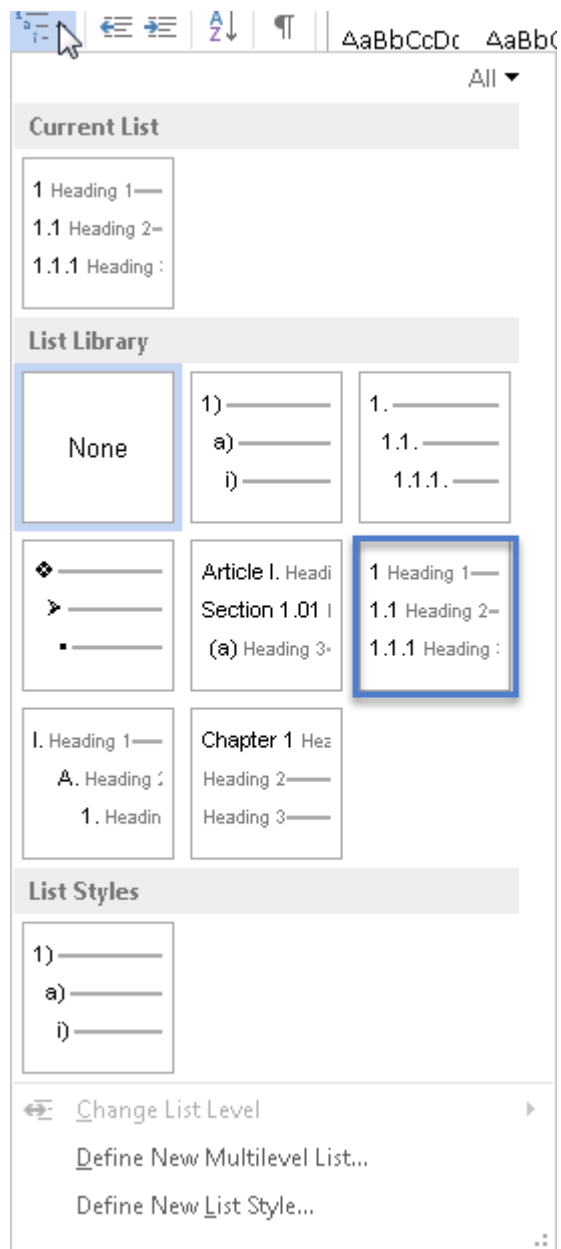 AaBbCcDc AaBb(
All
Current List
1 Heading 1
1.1 Heading 2
1.1.1 Heading
List Library
None
1)
a)
i)
1.
1.1.
1.1.1.
Article I. Headi
Section 1.01
(a) Heading 3
1 Heading 1
1.1 Heading 2
1.1.1 Heading
I. Heading 1
A. Heading
1. Headin
Chapter 1 Hea
Heading 2
Heading 3
List Styles
1)
a)
i)
Change List Level
Define New Multilevel List...
Define New List Style...